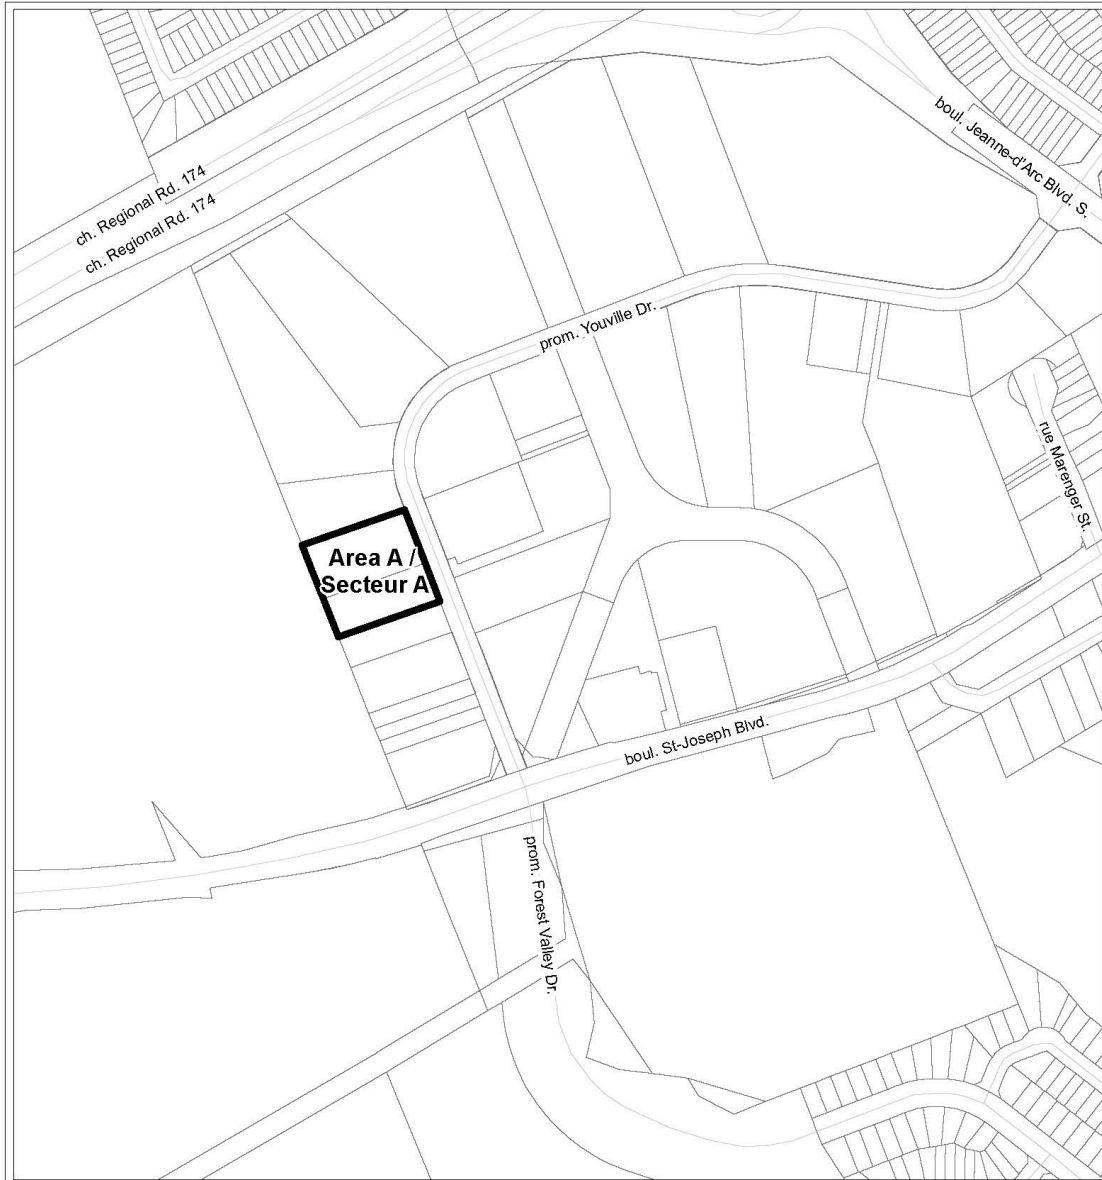 boul. Jeanne-d'Arc Blvd. S.
ch. Regional Rd. 174
ch. Regional Rd. 174
prom. Youville Dr.
rue Marenger St.
Area A /
Secteur A
boul. St-Joseph Blvd.
prom. Forest Valley Dr.